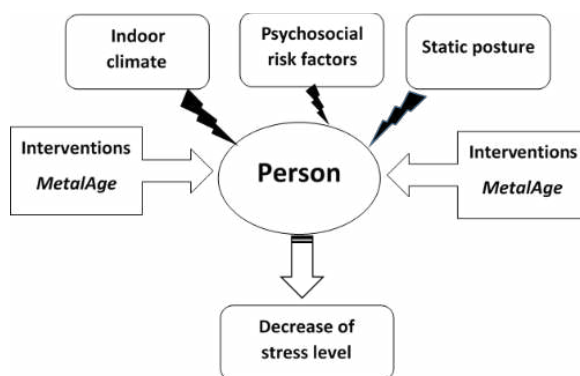 Indoor
climate
Psychosocial
risk factors
Static posture
Interventions
MetalAge
Person
Interventions
MetalAge
Decrease of
stress level